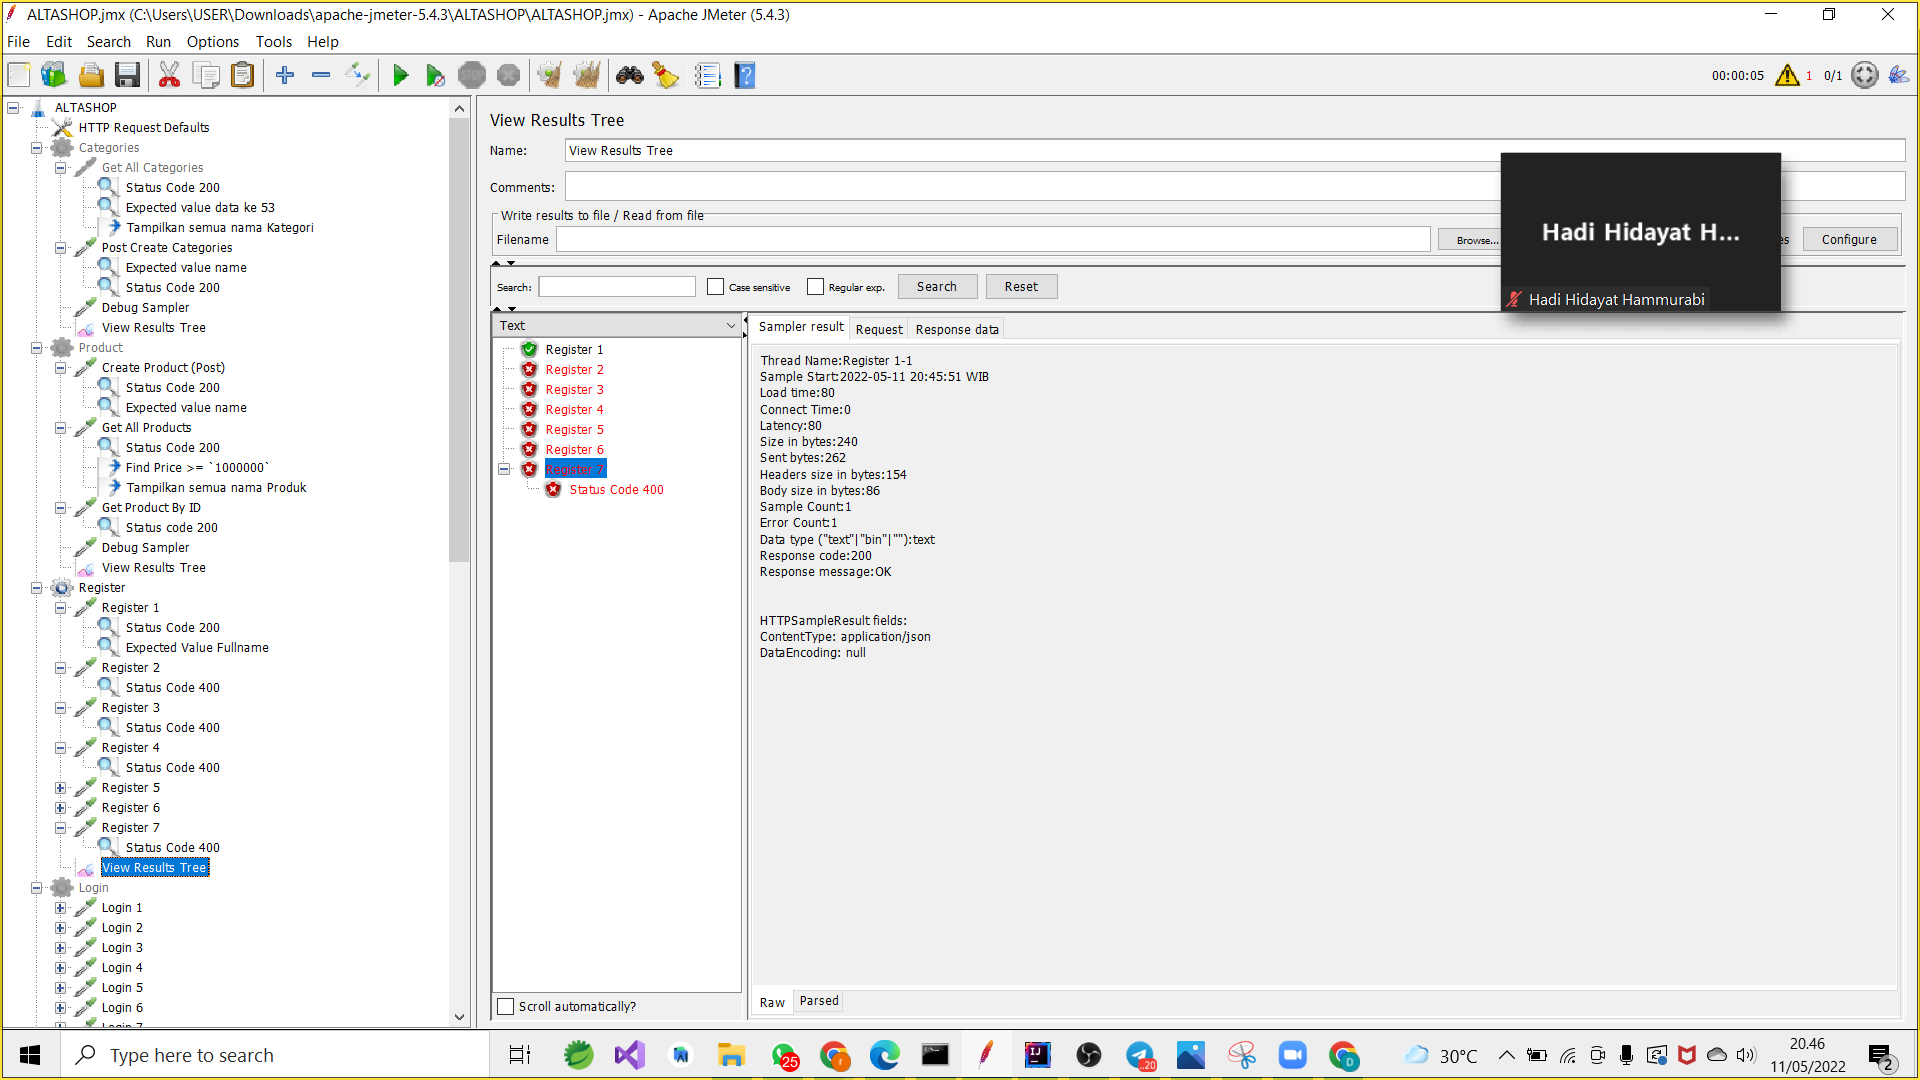 ALTASHOP.jmx (C:\Users\USER\Downloads\apache-jmeter-5.4.3\ALTASHOP\ALTASHOP.jmx) - Apache JMeter (5.4.3)
File Edit Search Run Options Tools Help
00:00:05 1 0/1
ALTASHOP
HTTP Request Defaults
Categories
Get All Categories
Status Code 200
Expected value data ke 53
Tampilkan semua nama Kategori
Post Create Categories
Expected value name
Status Code 200
Debug Sampler
View Results Tree
Product
Create Product (Post)
Status Code 200
Expected value name
Get All Products
Status Code 200
Find Price >= `1000000`
Tampilkan semua nama Produk
Get Product By ID
Status code 200
Debug Sampler
View Results Tree
Register
Register 1
Status Code 200
Expected Value Fullname
Register 2
Status Code 400
Register 3
Status Code 400
Register 4
Status Code 400
Register 5
Register 6
Register 7
Status Code 400
View Results Tree
Login
Login 1
Login 2
Login 3
Login 4
Login 5
Login 6
Login 7
View Results Tree
Name: View Results Tree
Comments:
Write results to file / Read from file
Filename Browse... es Configure
Hadi Hidayat H...
Hadi Hidayat Hammurabi
Search: Case sensitive Regular exp. Search Reset
Text
Register 1
Register 2
Register 3
Register 4
Register 5
Register 6
Register 7
Status Code 400
Scroll automatically?
Sampler result Request Response data
Thread Name:Register 1-1
Sample Start:2022-05-11 20:45:51 WIB
Load time:80
Connect Time:0
Latency:80
Size in bytes:240
Sent bytes:262
Headers size in bytes:154
Body size in bytes:86
Sample Count:1
Error Count:1
Data type ("text"|"bin"|""):text
Response code:200
Response message:OK
HTTPSampleResult fields:
ContentType: application/json
DataEncoding: null
Raw Parsed
Type here to search
STOP
25
r
IJ
..20
D
30°C
20.46
11/05/2022
2